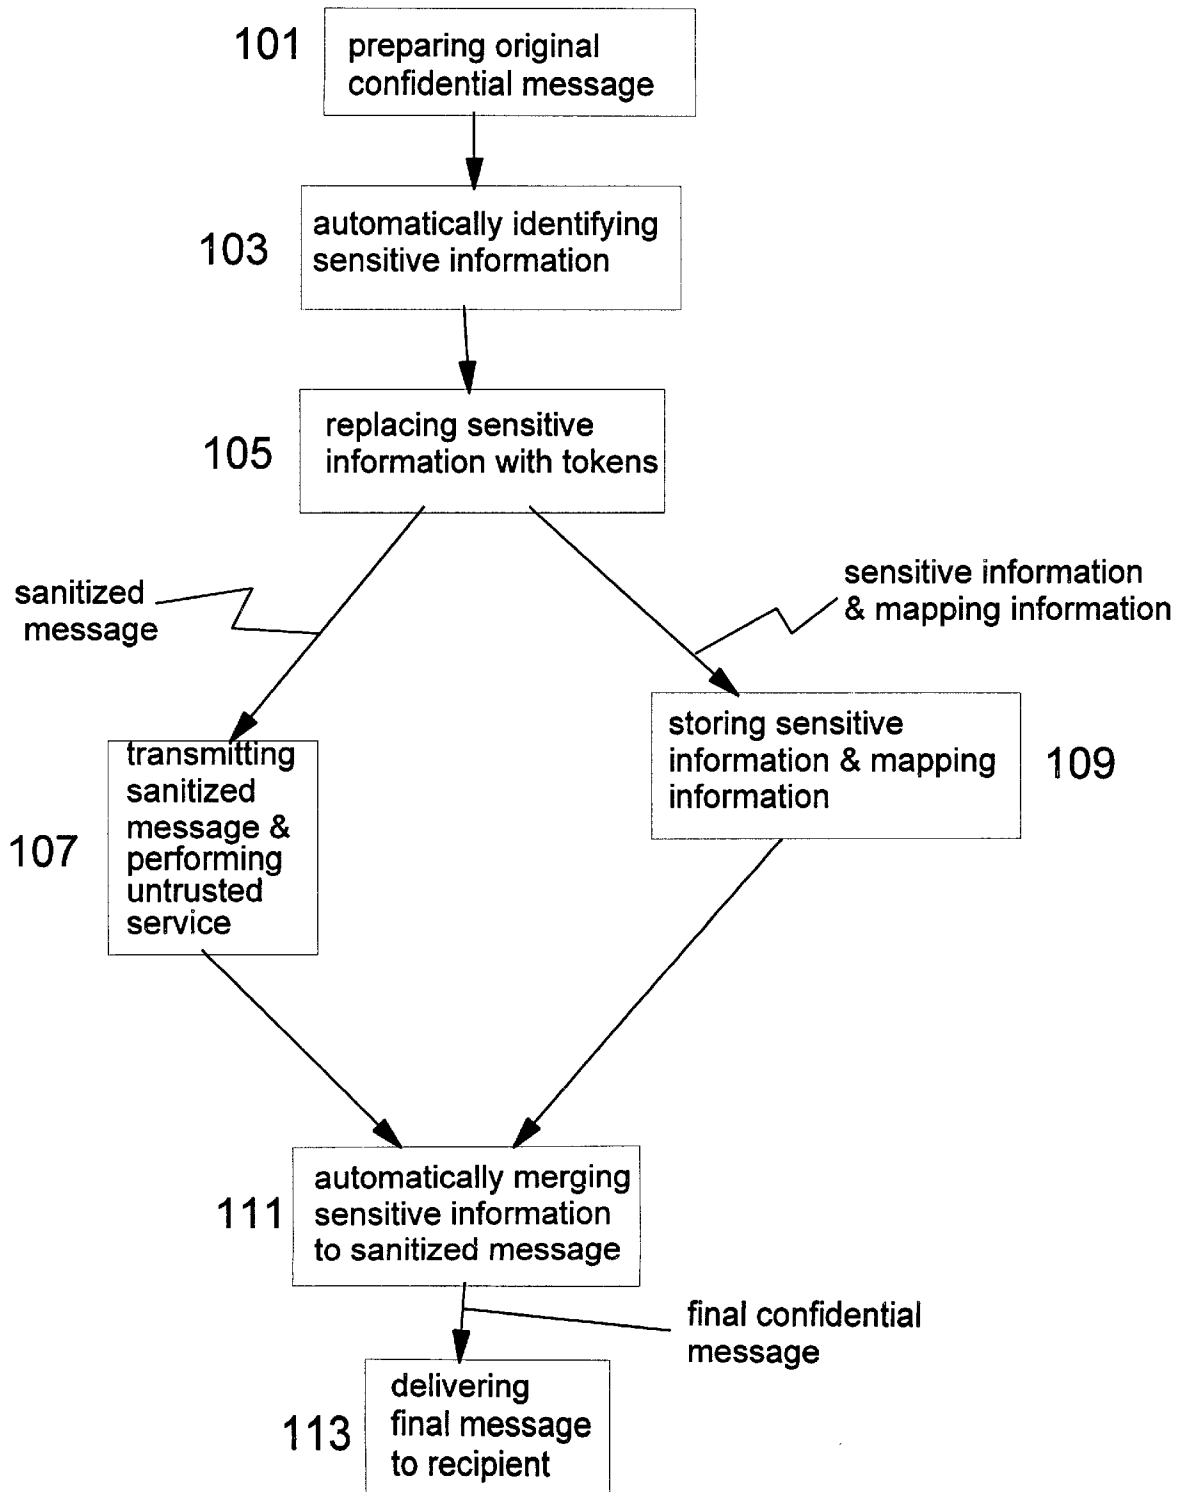 101
preparing original
confidential message
103
automatically identifying
sensitive information
105
replacing sensitive
information with tokens
sanitized
message
sensitive information
& mapping information
107
transmitting
sanitized
message &
performing
untrusted
service
storing sensitive
information & mapping
information
109
111
automatically merging
sensitive information
to sanitized message
final confidential
message
113
delivering
final message
to recipient